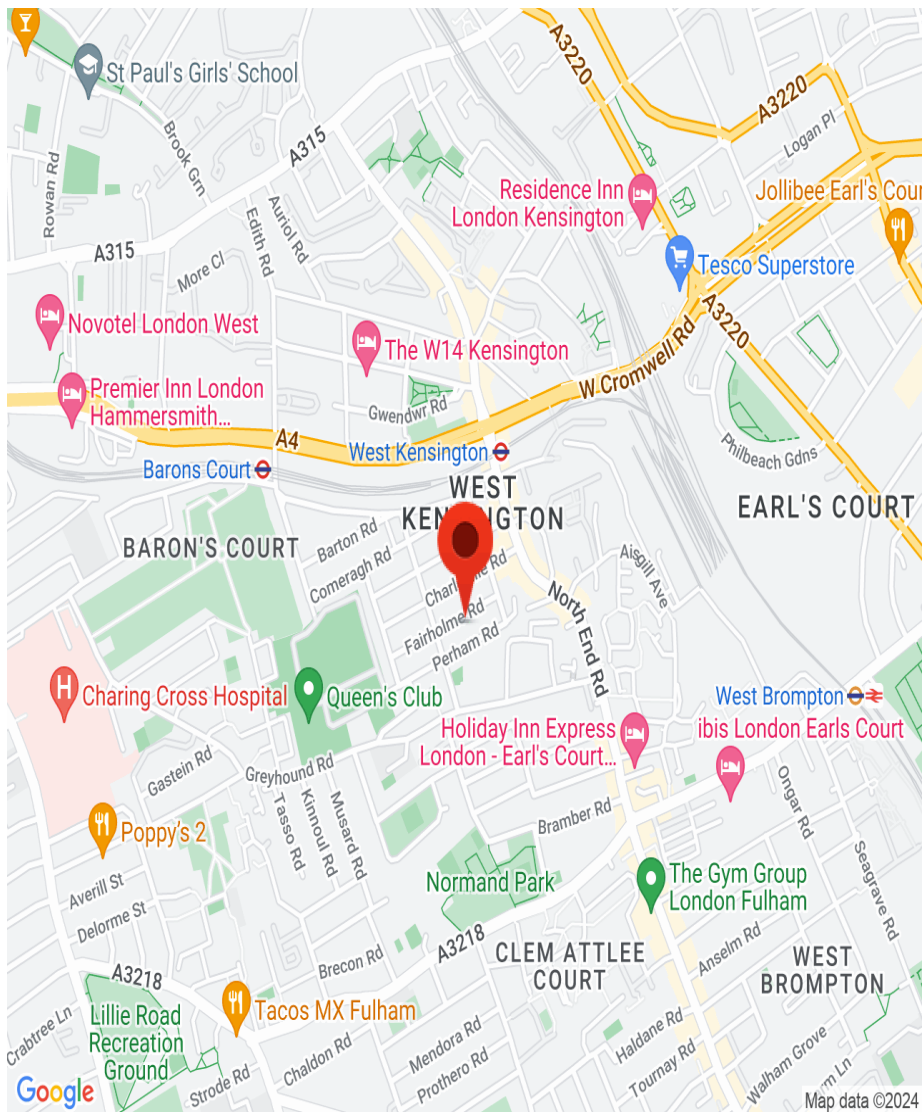 St Paul's Girls' School
A3220
A3220
Logan Pl
Brook Grn
A315
Rowan Rd
Residence Inn
London Kensington
Jollibee Earl's Cour
Auriol Rd
Edith Rd
A315
More Cl
Tesco Superstore
A3220
Novotel London West
The W14 Kensington
W Cromwell Rd
Premier Inn London
Hammersmith...
Gwendwr Rd
A4
West Kensington
Philbeach Gdns
Barons Court
WEST
EARL'S COURT
Barton Rd
BARON'S COURT
Aisgill Ave
Comeragh Rd
North End Rd
Fairholme Rd
Perham Rd
Charing Cross Hospital
Queen's Club
West Brompton
Holiday Inn Express
London - Earl's Court...
ibis London Earls Court
Gastein Rd
Greyhound Rd
Tasso Rd
Kinnoul Rd
Musard Rd
Ongar Rd
Bramber Rd
Poppy's 2
Seagrave Rd
Averill St
Normand Park
The Gym Group
London Fulham
Delorme St
A3218
Anselm Rd
CLEM ATTLEE
COURT
WEST
BROMPTON
Brecon Rd
A3218
Tacos MX Fulham
Lillie Road
Recreation
Ground
Crabtree Ln
Mendora Rd
Haldane Rd
Chaldon Rd
Prothero Rd
Tournay Rd
Walham Grove
Strode Rd
Google
Map data ©2024